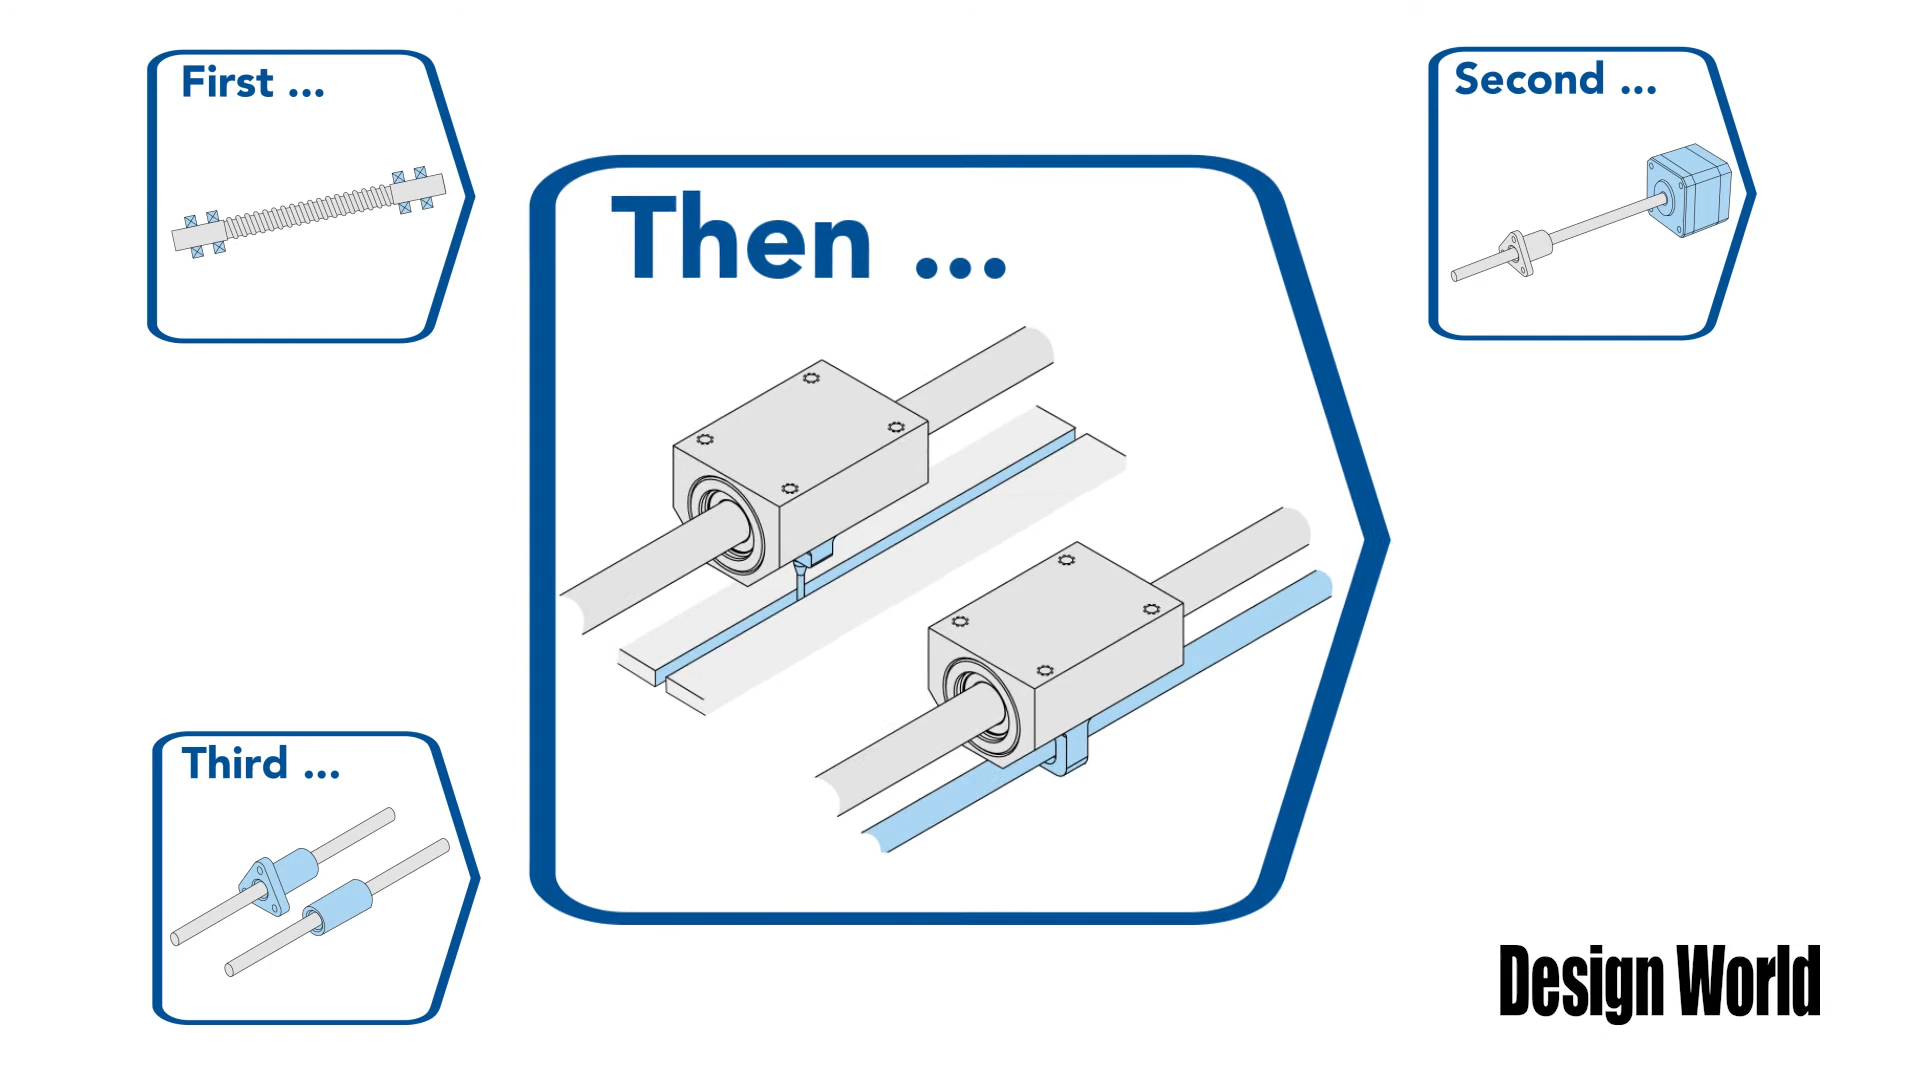 First ...
Second ...
Then ...
Third ...
Design World